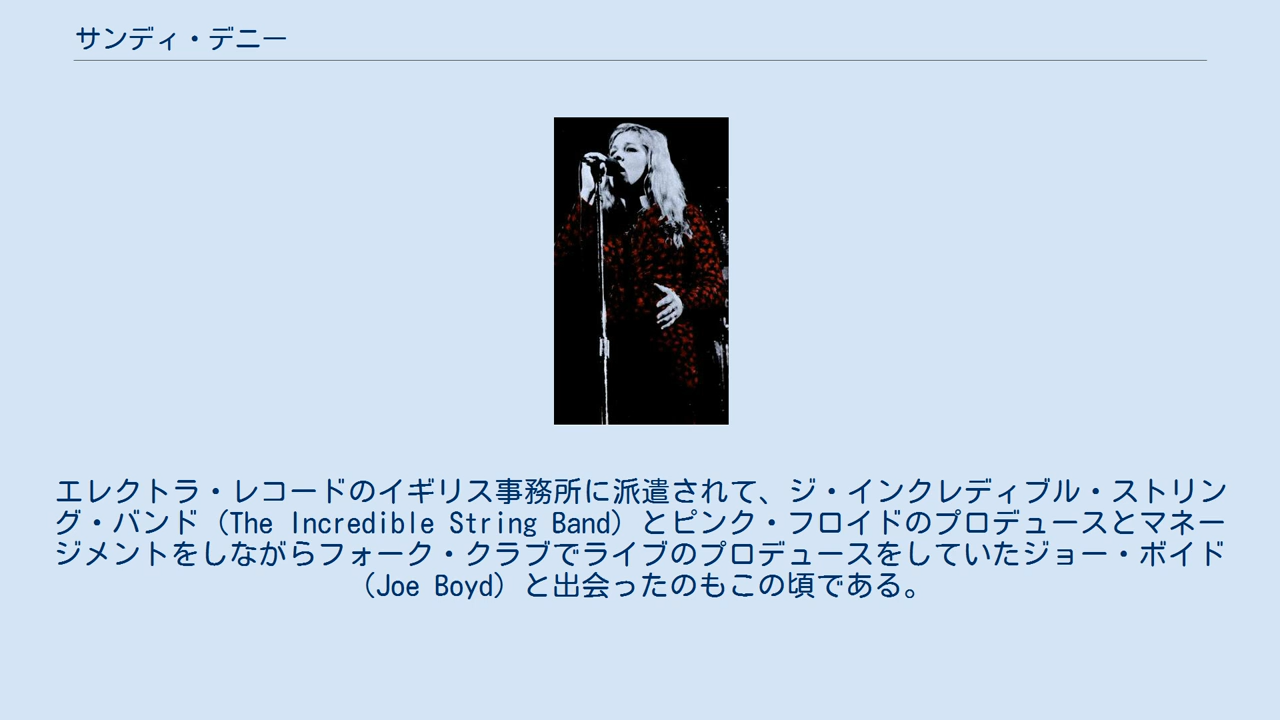 サンディ・デニー
エレクトラ・レコードのイギリス事務所に派遣されて、ジ・インクレディブル・ストリン
グ・バンド（The Incredible String Band）とピンク・フロイドのプロデュースとマネー
ジメントをしながらフォーク・クラブでライブのプロデュースをしていたジョー・ボイド
（Joe Boyd）と出会ったのもこの頃である。